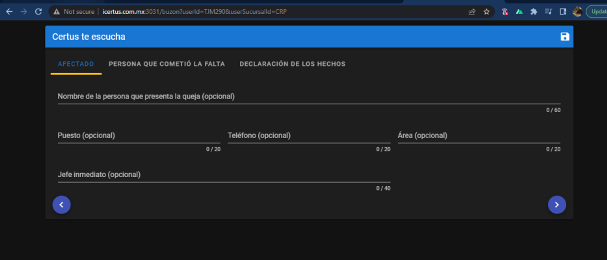 Not secure | icertus.com.mx:3031/buzon?userId=TJM290&userSucursalId=CRP
Update
Certus te escucha
AFECTADO PERSONA QUE COMETIÓ LA FALTA DECLARACIÓN DE LOS HECHOS
Nombre de la persona que presenta la queja (opcional)
0 / 60
Puesto (opcional) Teléfono (opcional) Área (opcional)
0 / 20 0 / 20 0 / 20
Jefe inmediato (opcional)
0 / 40